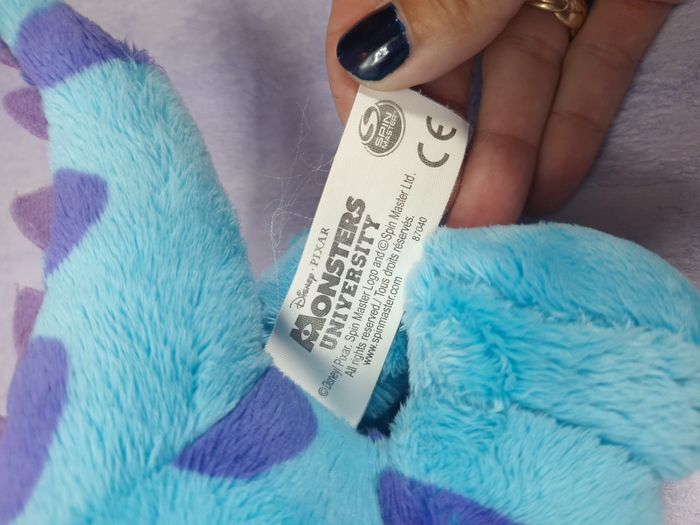 SPIN
MASTER
CE
Disney · PIXAR
MONSTERS
UNIVERSITY
©Disney/Pixar. Spin Master Logo and © Spin Master Ltd.
All rights reserved./Tous droits réservés.
www.spinmaster.com
87040